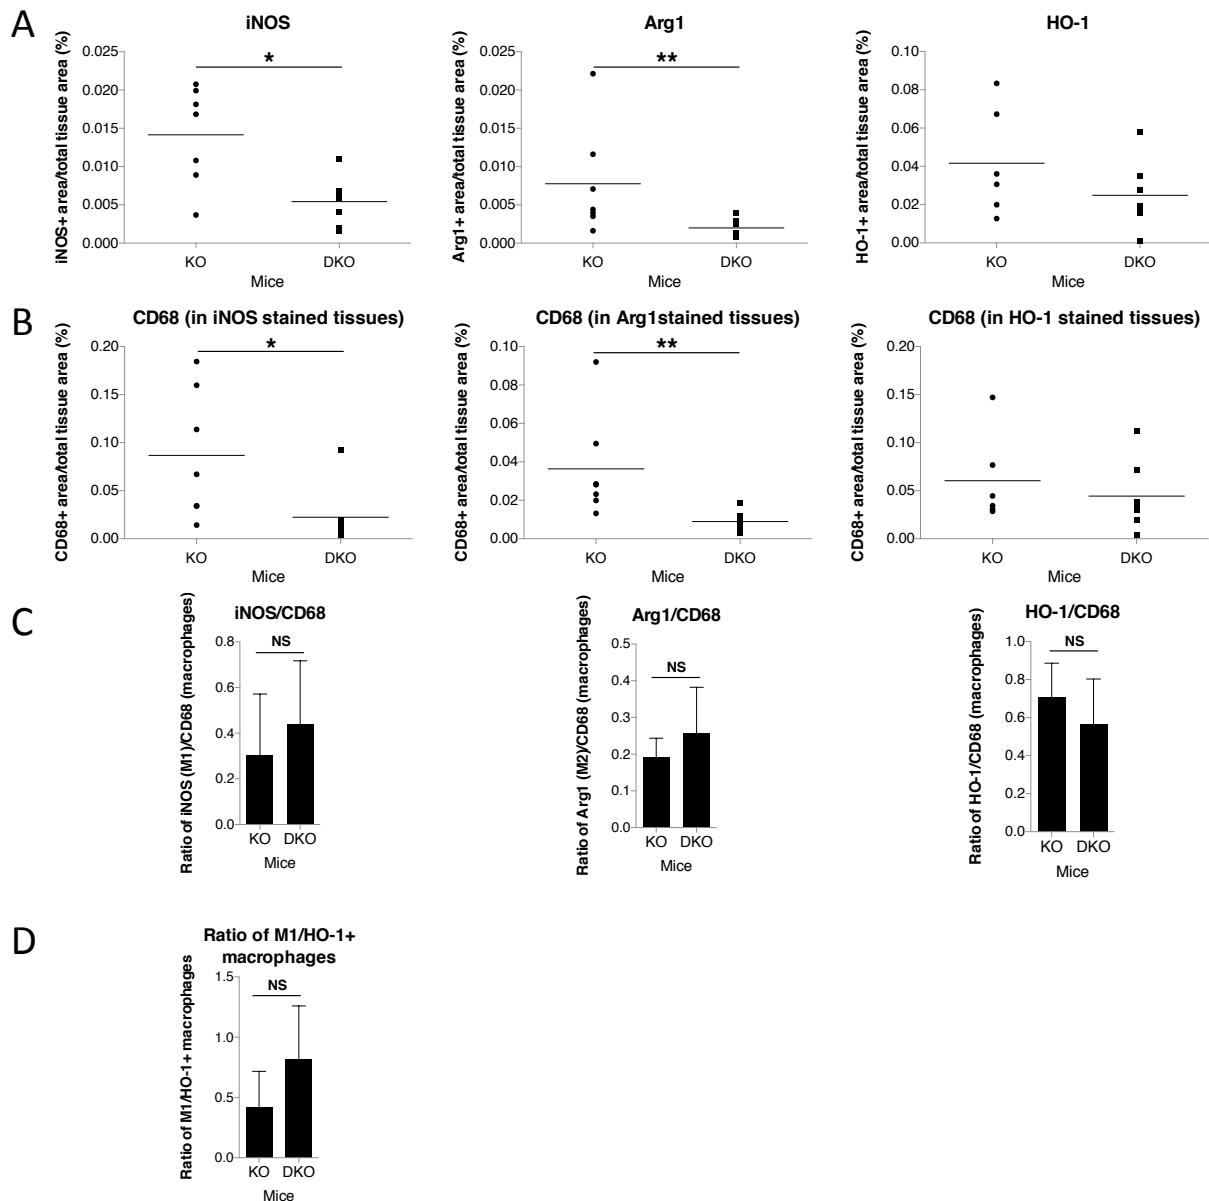 A
iNOS
iNOS+ area/total tissue area (%)
0.025
0.020
0.015
0.010
0.005
0.000
*
KO
DKO
Mice
Arg1
Arg1+ area/total tissue area (%)
0.025
0.020
0.015
0.010
0.005
0.000
**
KO
DKO
Mice
HO-1
HO-1+ area/total tissue area (%)
0.10
0.08
0.06
0.04
0.02
0.00
KO
DKO
Mice
B
CD68 (in iNOS stained tissues)
CD68+ area/total tissue area (%)
0.20
0.15
0.10
0.05
0.00
*
KO
DKO
Mice
CD68 (in Arg1stained tissues)
CD68+ area/total tissue area (%)
0.10
0.08
0.06
0.04
0.02
0.00
**
KO
DKO
Mice
CD68 (in HO-1 stained tissues)
CD68+ area/total tissue area (%)
0.20
0.15
0.10
0.05
0.00
KO
DKO
Mice
C
iNOS/CD68
Ratio of iNOS (M1)/CD68 (macrophages)
0.8
0.6
0.4
0.2
0.0
NS
KO DKO
Mice
Arg1/CD68
Ratio of Arg1 (M2)/CD68 (macrophages)
0.5
0.4
0.3
0.2
0.1
0.0
NS
KO DKO
Mice
HO-1/CD68
Ratio of HO-1/CD68 (macrophages)
1.0
0.8
0.6
0.4
0.2
0.0
NS
KO DKO
Mice
D
Ratio of M1/HO-1+
macrophages
Ratio of M1/HO-1+ macrophages
1.5
1.0
0.5
0.0
NS
KO DKO
Mice